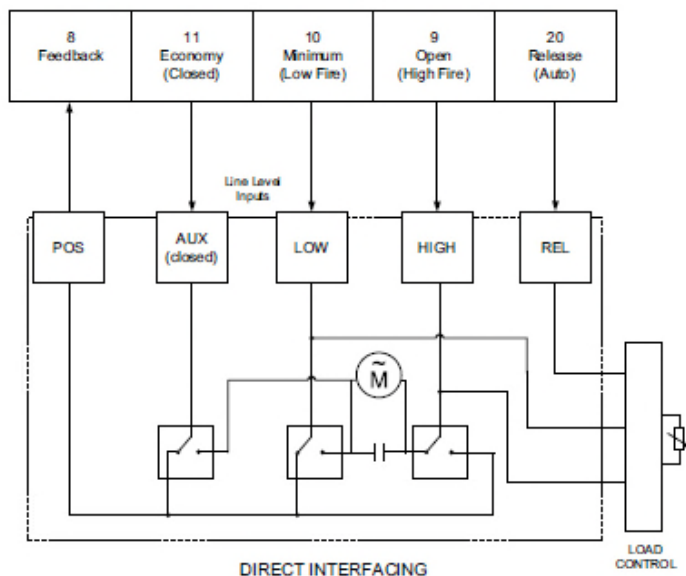 8
Feedback
11
Economy
(Closed)
10
Minimum
(Low Fire)
9
Open
(High Fire)
20
Release
(Auto)
Line Level
Inputs
POS
AUX
(closed)
LOW
HIGH
REL
~
M
LOAD
CONTROL
DIRECT INTERFACING